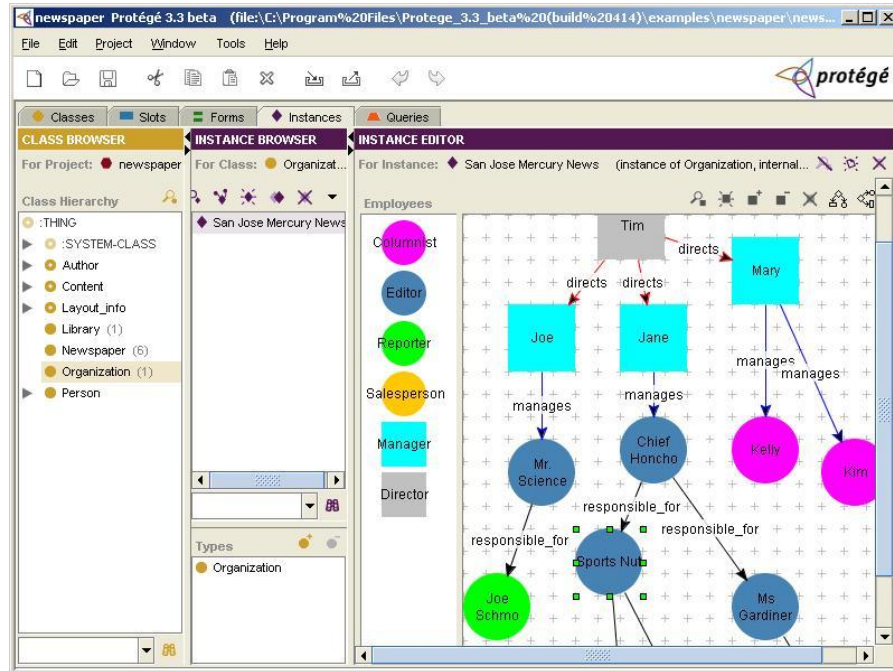 newspaper Protégé 3.3 beta (file:\C:\Program%20Files\Protege_3.3_beta%20(build%20414)\examples\newspaper\news...
File Edit Project Window Tools Help
protégé
Classes Slots Forms Instances Queries
CLASS BROWSER
For Project: newspaper
Class Hierarchy
:THING
:SYSTEM-CLASS
Author
Content
Layout_info
Library (1)
Newspaper (6)
Organization (1)
Person
INSTANCE BROWSER
For Class: Organizat...
San Jose Mercury News
Types
Organization
INSTANCE EDITOR
For Instance: San Jose Mercury News (instance of Organization, internal...
Employees
Columnist
Editor
Reporter
Salesperson
Manager
Director
Tim
directs
directs
directs
Mary
Joe
Jane
manages
manages
manages
manages
Mr.
Science
Chief
Honcho
Kelly
Kim
responsible_for
responsible_for
responsible_for
Sports Nut
Joe
Schmo
Ms
Gardiner